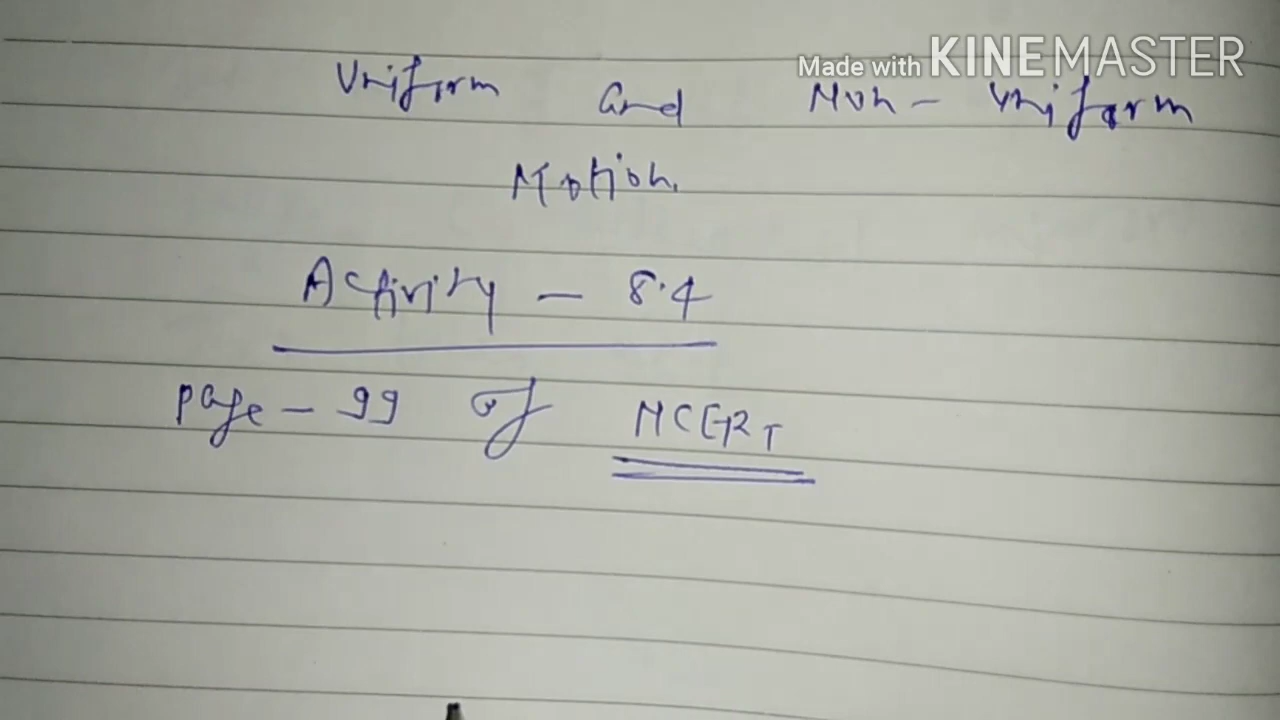 Made with KINEMASTER
Uniform and Non - Uniform
Motion.
Activity - 8.4
page - 99 of NCERT